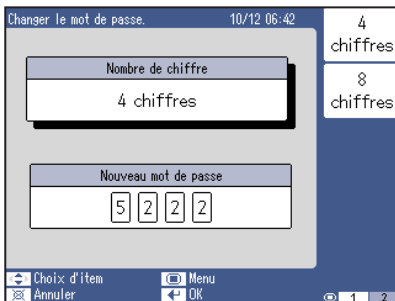 Changer le mot de passe. 10/12 06:42
4
chiffres
8
chiffres
Nombre de chiffre
4 chiffres
Nouveau mot de passe
5 2 2 2
Choix d'item Menu
Annuler OK
1 2